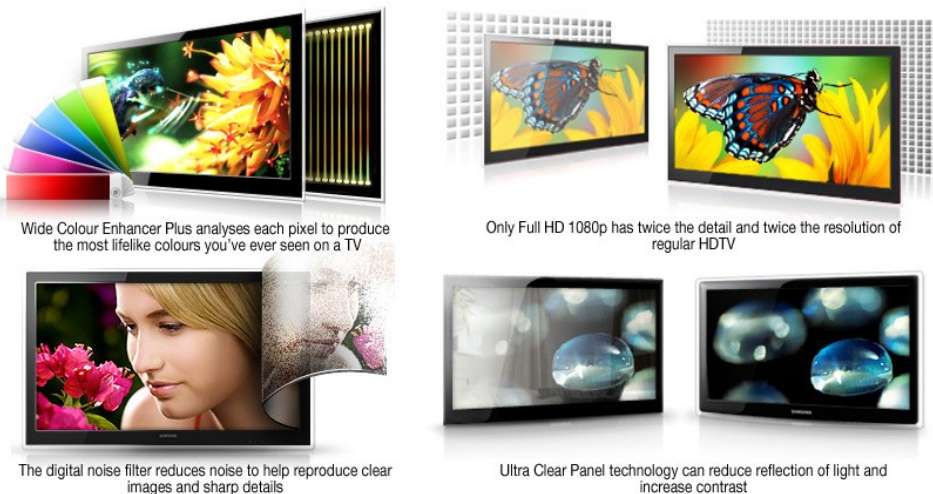 Wide Colour Enhancer Plus analyses each pixel to produce
the most lifelike colours you've ever seen on a TV
Only Full HD 1080p has twice the detail and twice the resolution of
regular HDTV
The digital noise filter reduces noise to help reproduce clear
images and sharp details
SAMSUNG
Ultra Clear Panel technology can reduce reflection of light and
increase contrast
SAMSUNG